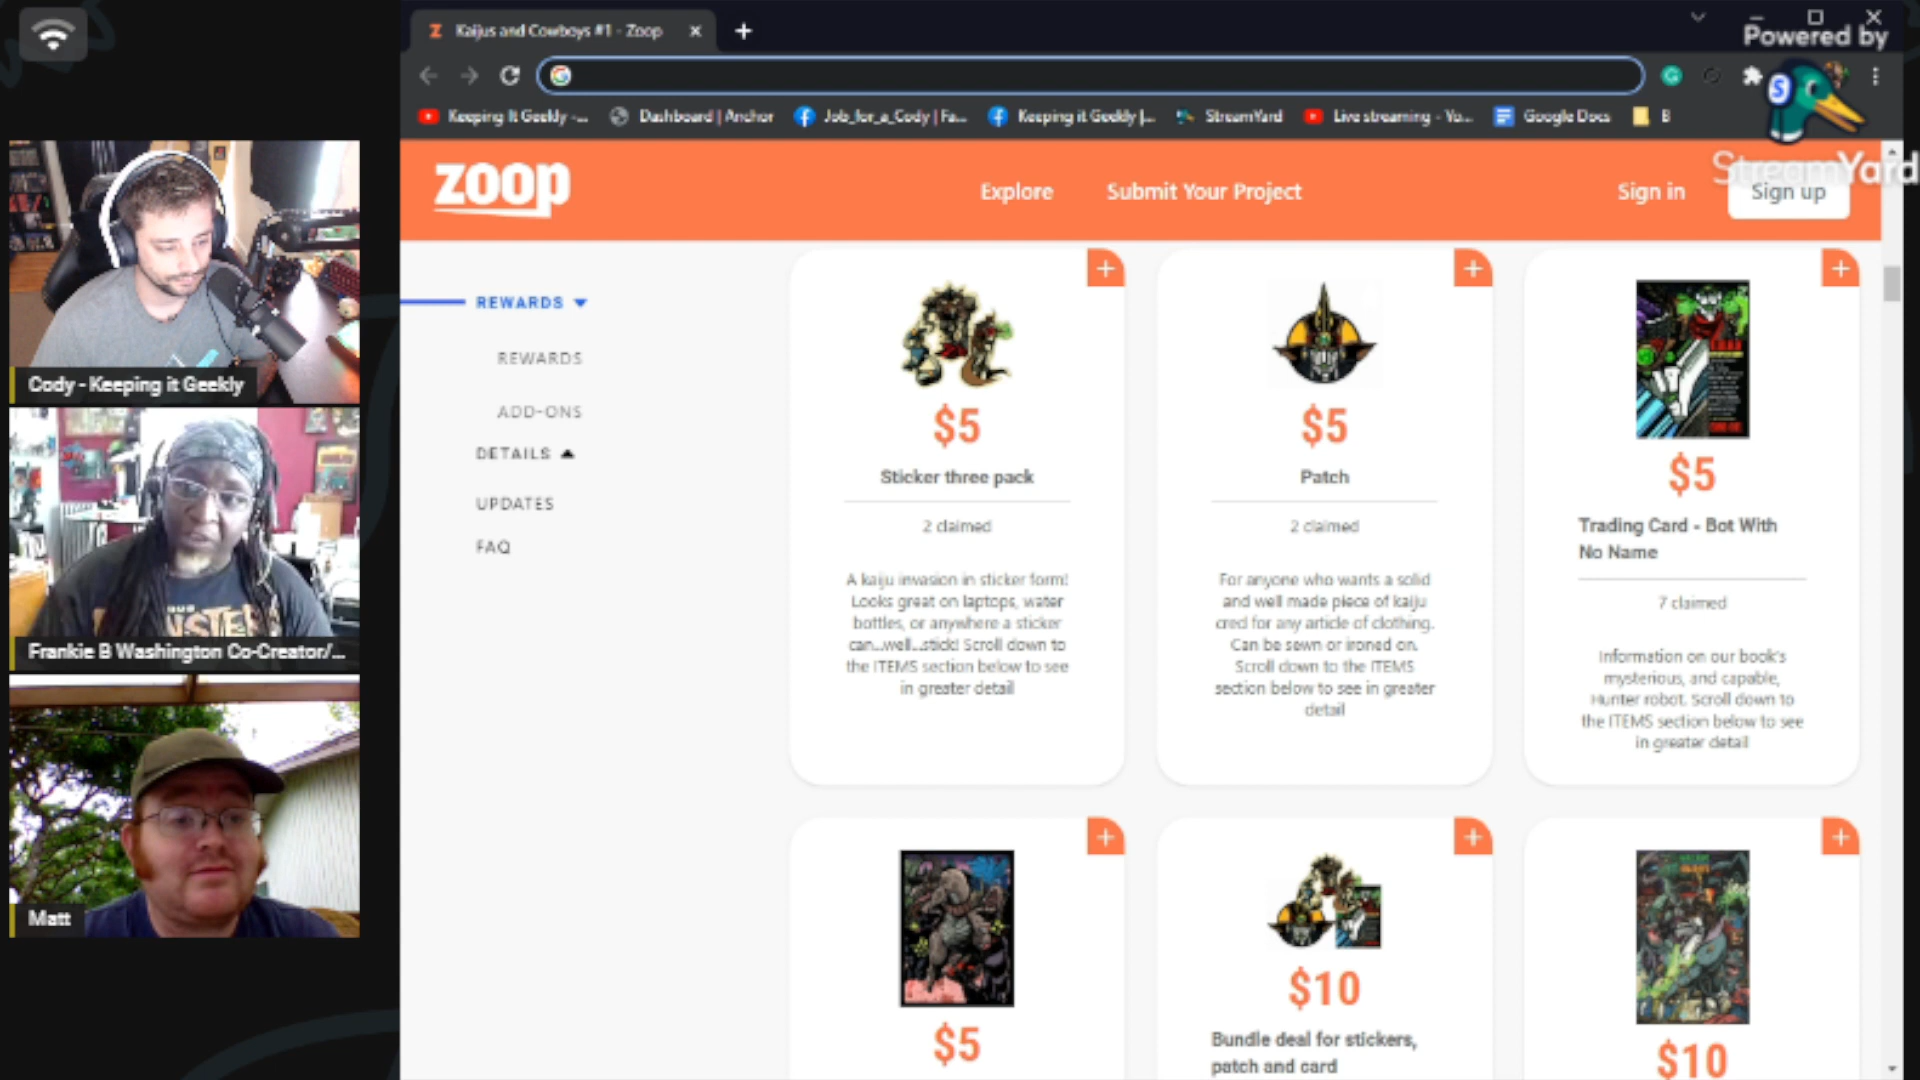 Kaijus and Cowboys #1 - Zoop
Powered by
StreamYard
Keeping It Geekly -...
Dashboard | Anchor
Job_for_a_Cody | Fa...
Keeping it Geekly |...
StreamYard
Live streaming - Yo...
Google Docs
B
zoop
Explore
Submit Your Project
Sign in
Sign up
REWARDS
REWARDS
ADD-ONS
DETAILS
UPDATES
FAQ
$5
Sticker three pack
2 claimed
A kaiju invasion in sticker form!
Looks great on laptops, water
bottles, or anywhere a sticker
can...well...stick! Scroll down to
the ITEMS section below to see
in greater detail
$5
Patch
2 claimed
For anyone who wants a solid
and well made piece of kaiju
cred for any article of clothing.
Can be sewn or ironed on.
Scroll down to the ITEMS
section below to see in greater
detail
$5
Trading Card - Bot With
No Name
7 claimed
Information on our book's
mysterious, and capable,
Hunter robot. Scroll down to
the ITEMS section below to see
in greater detail
$5
$10
Bundle deal for stickers,
patch and card
$10
Cody - Keeping it Geekly
Frankie B Washington Co-Creator/...
Matt